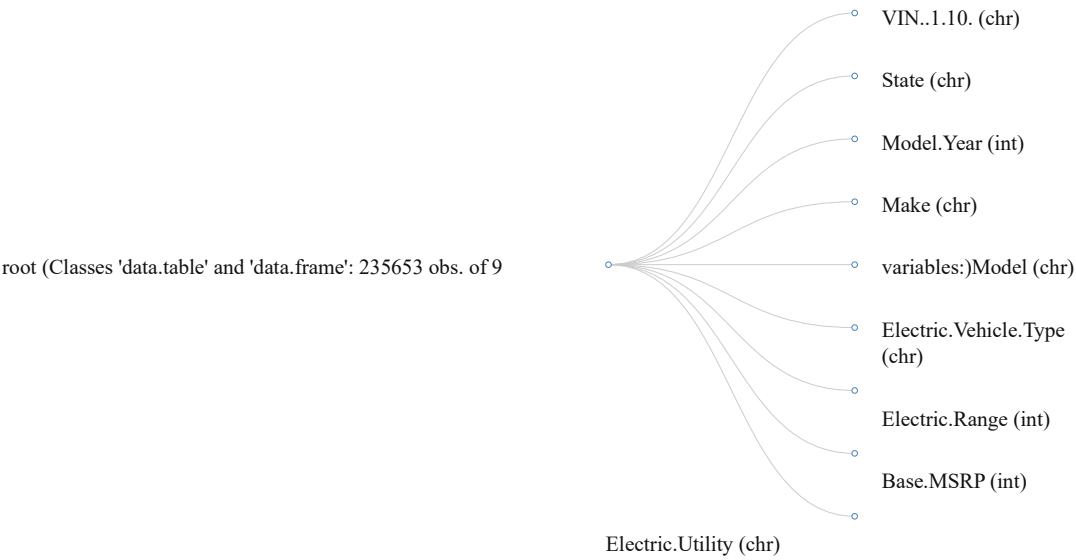 VIN..1.10. (chr)
State (chr)
Model.Year (int)
Make (chr)
root (Classes 'data.table' and 'data.frame': 235653 obs. of 9
variables:)Model (chr)
Electric.Vehicle.Type
(chr)
Electric.Range (int)
Base.MSRP (int)
Electric.Utility (chr)